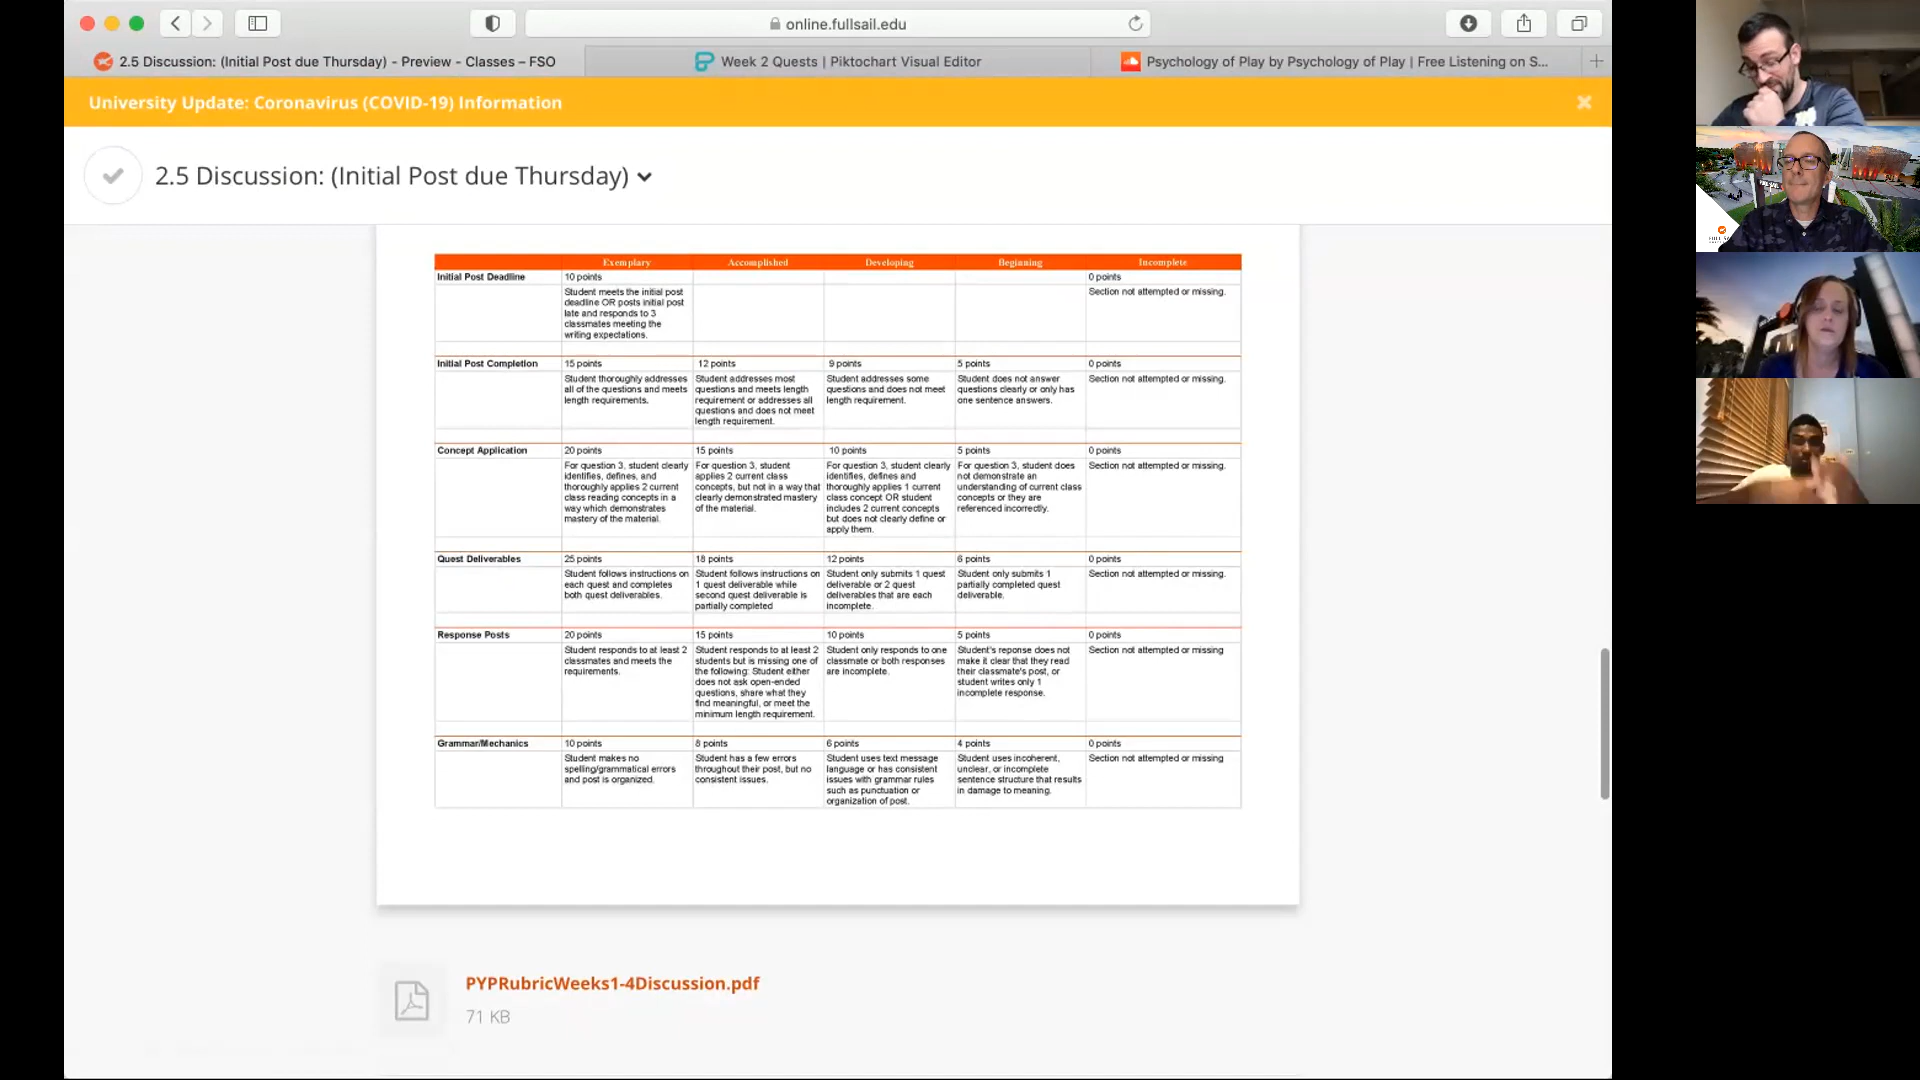 online.fullsail.edu
2.5 Discussion: (Initial Post due Thursday) - Preview - Classes – FSO
Week 2 Quests | Piktochart Visual Editor
Psychology of Play by Psychology of Play | Free Listening on S...
University Update: Coronavirus (COVID-19) Information
2.5 Discussion: (Initial Post due Thursday)
Exemplary Accomplished Developing Beginning Incomplete
Initial Post Deadline
10 points
Student meets the initial post
deadline OR posts initial post
late and responds to 3
classmates meeting the
writing expectations.
0 points
Section not attempted or missing.
Initial Post Completion
15 points
Student thoroughly addresses
all of the questions and meets
length requirements.
12 points
Student addresses most
questions and meets length
requirement or addresses all
questions and does not meet
length requirement.
9 points
Student addresses some
questions and does not meet
length requirement.
5 points
Student does not answer
questions clearly or only has
one sentence answers.
0 points
Section not attempted or missing.
Concept Application
20 points
For question 3, student clearly
identifies, defines, and
thoroughly applies 2 current
class reading concepts in a
way which demonstrates
mastery of the material.
15 points
For question 3, student
applies 2 current class
concepts, but not in a way that
clearly demonstrated mastery
of the material.
10 points
For question 3, student clearly
identifies, defines and
thoroughly applies 1 current
class concept OR student
includes 2 current concepts
but does not clearly define or
apply them.
5 points
For question 3, student does
not demonstrate an
understanding of current class
concepts or they are
referenced incorrectly.
0 points
Section not attempted or missing.
Quest Deliverables
25 points
Student follows instructions on
each quest and completes
both quest deliverables.
18 points
Student follows instructions on
1 quest deliverable while
second quest deliverable is
partially completed
12 points
Student only submits 1 quest
deliverable or 2 quest
deliverables that are each
incomplete.
6 points
Student only submits 1
partially completed quest
deliverable.
0 points
Section not attempted or missing.
Response Posts
20 points
Student responds to at least 2
classmates and meets the
requirements.
15 points
Student responds to at least 2
students but is missing one of
the following: Student either
does not ask open-ended
questions, share what they
find meaningful, or meet the
minimum length requirement.
10 points
Student only responds to one
classmate or both responses
are incomplete.
5 points
Student's reponse does not
make it clear that they read
their classmate's post, or
student writes only 1
incomplete response.
0 points
Section not attempted or missing
Grammar/Mechanics
10 points
Student makes no
spelling/grammatical errors
and post is organized.
8 points
Student has a few errors
throughout their post, but no
consistent issues.
6 points
Student uses text message
language or has consistent
issues with grammar rules
such as punctuation or
organization of post.
4 points
Student uses incoherent,
unclear, or incomplete
sentence structure that results
in damage to meaning.
0 points
Section not attempted or missing
PYPRubricWeeks1-4Discussion.pdf
71 KB